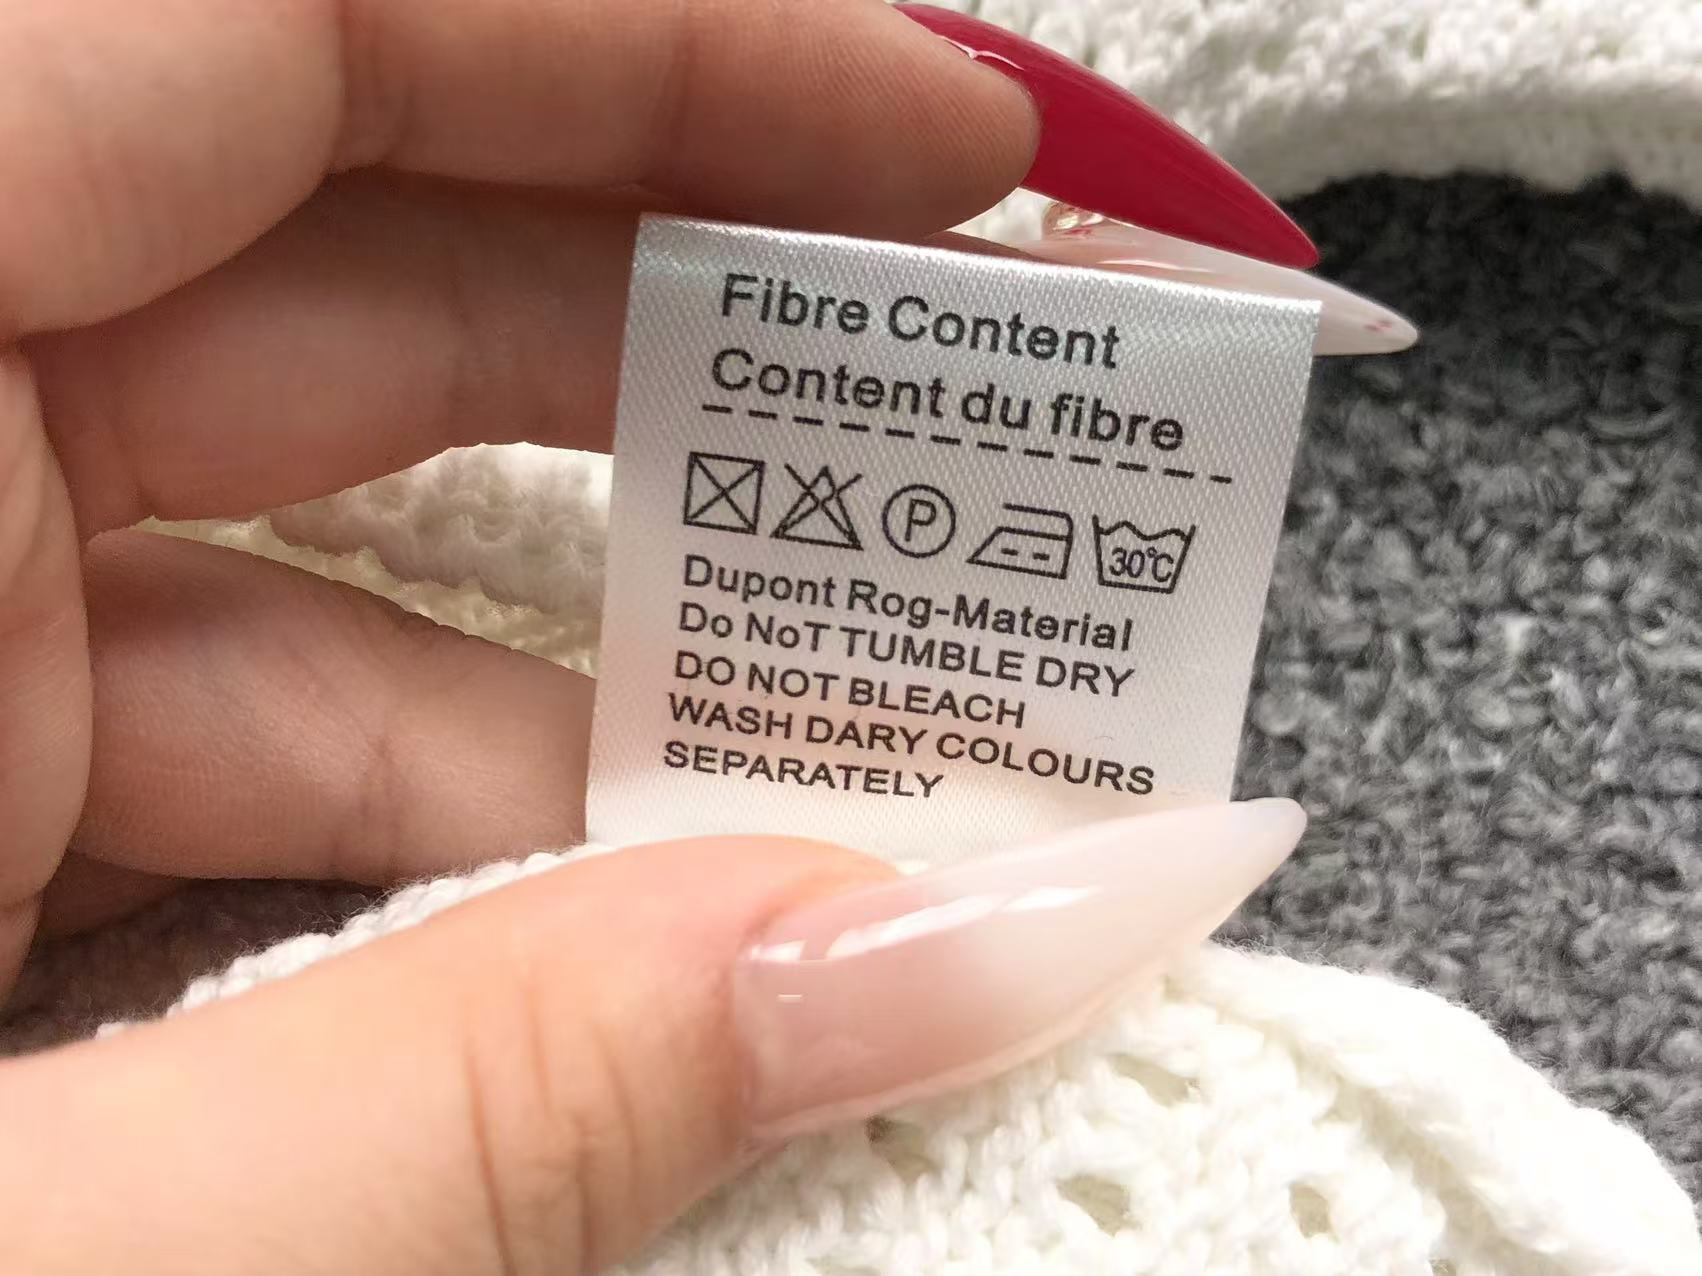 Fibre Content
Content du fibre
P
30℃
Dupont Rog-Material
Do NoT TUMBLE DRY
DO NOT BLEACH
WASH DARY COLOURS
SEPARATELY